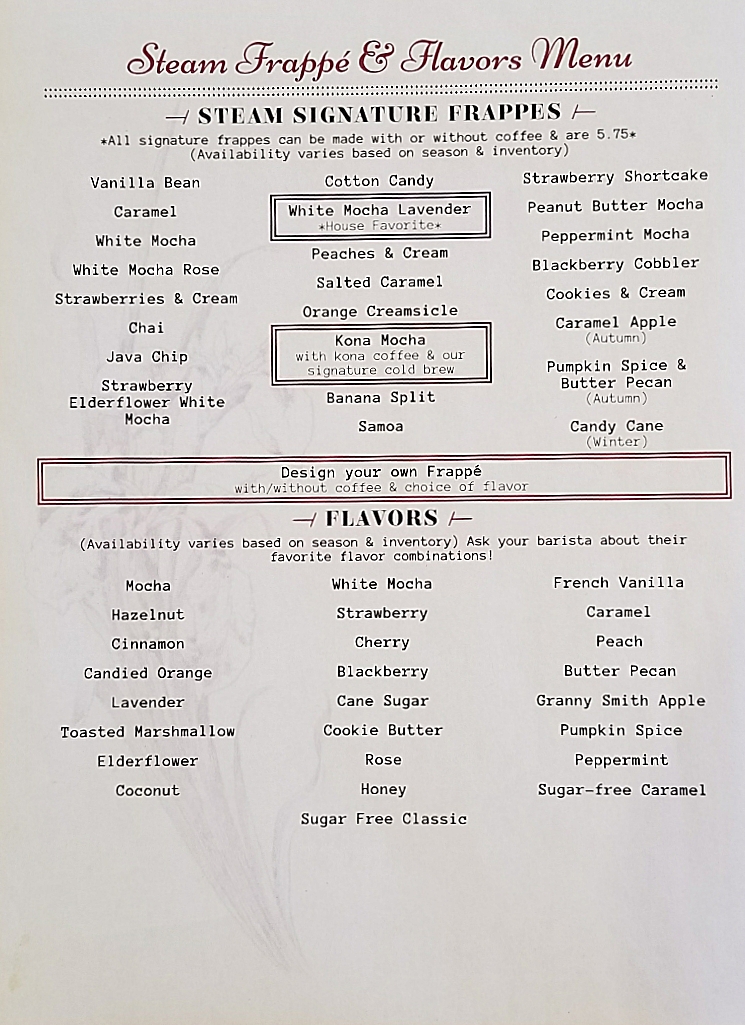 Steam Frappé & Flavors Menu
STEAM SIGNATURE FRAPPES
*All signature frappes can be made with or without coffee & are 5.75*
(Availability varies based on season & inventory)
Vanilla Bean
Caramel
White Mocha
White Mocha Rose
Strawberries & Cream
Chai
Java Chip
Strawberry
Elderflower White
Mocha
Cotton Candy
White Mocha Lavender
*House Favorite*
Peaches & Cream
Salted Caramel
Orange Creamsicle
Kona Mocha
with kona coffee & our
signature cold brew
Banana Split
Samoa
Strawberry Shortcake
Peanut Butter Mocha
Peppermint Mocha
Blackberry Cobbler
Cookies & Cream
Caramel Apple
(Autumn)
Pumpkin Spice &
Butter Pecan
(Autumn)
Candy Cane
(Winter)
Design your own Frappé
with/without coffee & choice of flavor
FLAVORS
(Availability varies based on season & inventory) Ask your barista about their
favorite flavor combinations!
Mocha
Hazelnut
Cinnamon
Candied Orange
Lavender
Toasted Marshmallow
Elderflower
Coconut
White Mocha
Strawberry
Cherry
Blackberry
Cane Sugar
Cookie Butter
Rose
Honey
Sugar Free Classic
French Vanilla
Caramel
Peach
Butter Pecan
Granny Smith Apple
Pumpkin Spice
Peppermint
Sugar-free Caramel